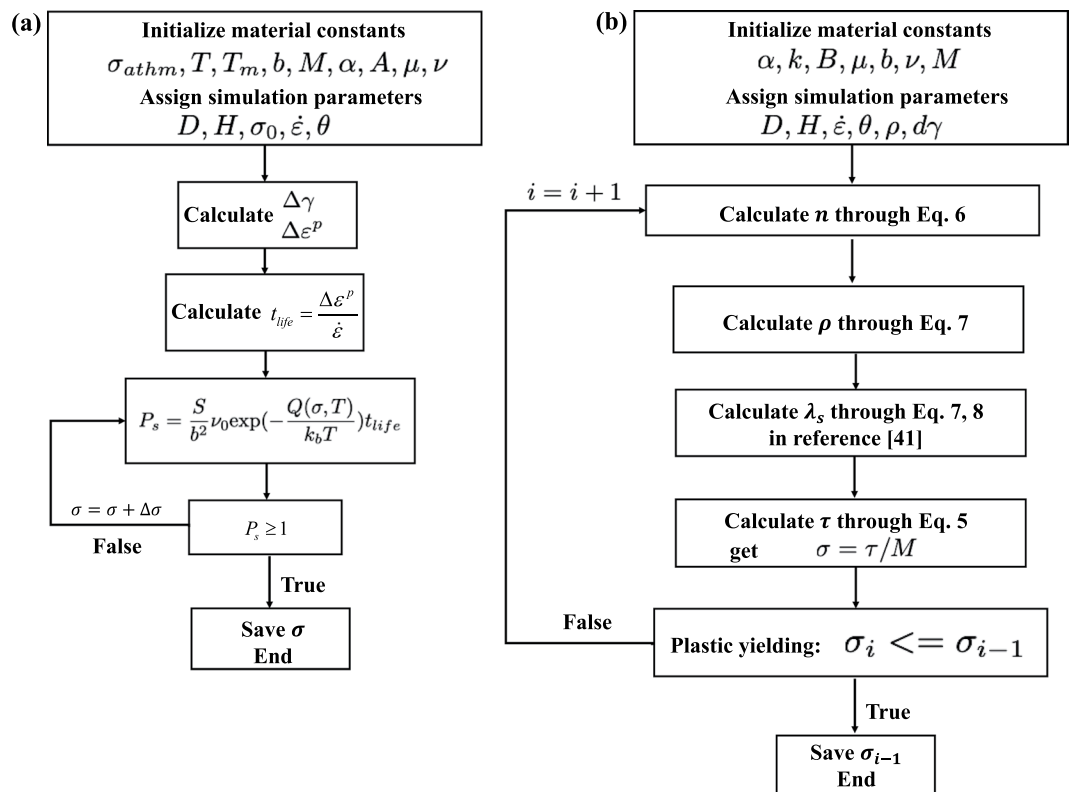 (a)
Initialize material constants
σ_athm, T, T_m, b, M, α, A, μ, ν
Assign simulation parameters
D, H, σ_0, ε̇, θ
Calculate Δγ
Δε^p
Calculate t_life = Δε^p / ε̇
P_s = S/b^2 ν_0 exp(−Q(σ, T)/k_b T) t_life
σ = σ + Δσ
False
P_s ≥ 1
True
Save σ
End
(b)
Initialize material constants
α, k, B, μ, b, ν, M
Assign simulation parameters
D, H, ε̇, θ, ρ, dγ
i = i + 1
Calculate n through Eq. 6
Calculate ρ through Eq. 7
Calculate λ_s through Eq. 7, 8
in reference [41]
Calculate τ through Eq. 5
get σ = τ/M
False
Plastic yielding: σ_i <= σ_{i−1}
True
Save σ_{i−1}
End